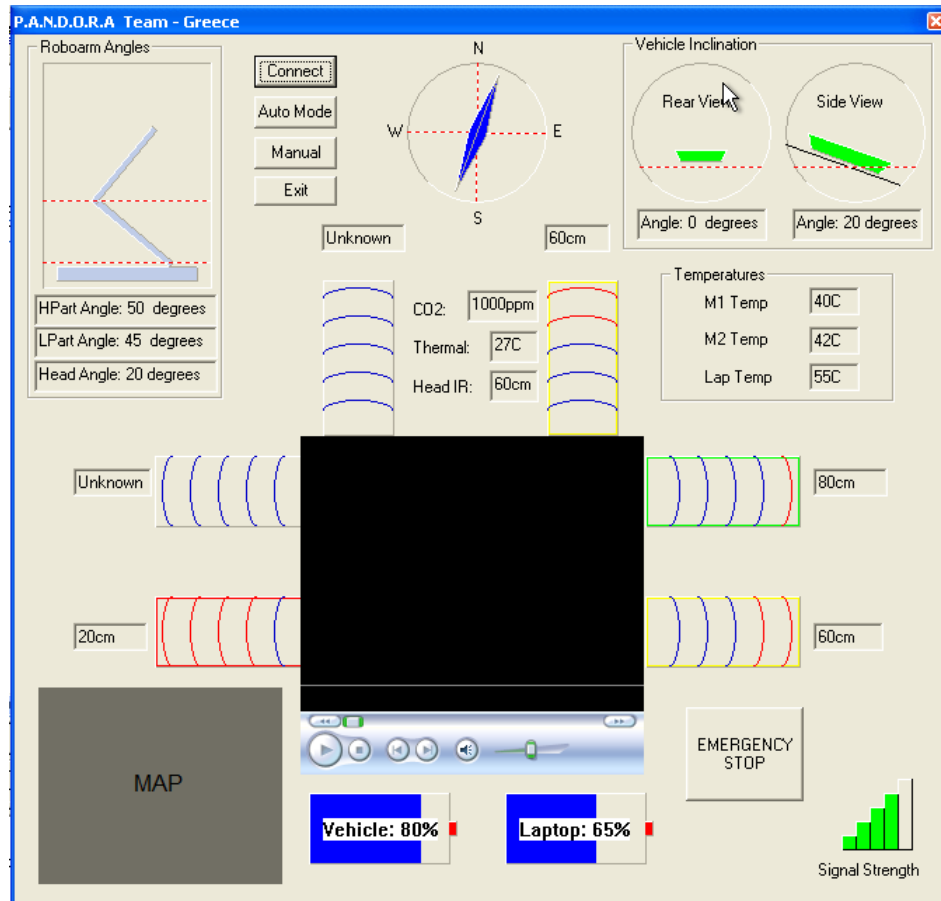 P.A.N.D.O.R.A Team - Greece
Roboarm Angles
HPart Angle: 50 degrees
LPart Angle: 45 degrees
Head Angle: 20 degrees
Connect
Auto Mode
Manual
Exit
N
W
E
S
Vehicle Inclination
Rear View
Side View
Angle: 0 degrees
Angle: 20 degrees
Unknown
60cm
CO2: 1000ppm
Thermal: 27C
Head IR: 60cm
Temperatures
M1 Temp 40C
M2 Temp 42C
Lap Temp 55C
Unknown
80cm
20cm
60cm
MAP
EMERGENCY
STOP
Vehicle: 80%
Laptop: 65%
Signal Strength